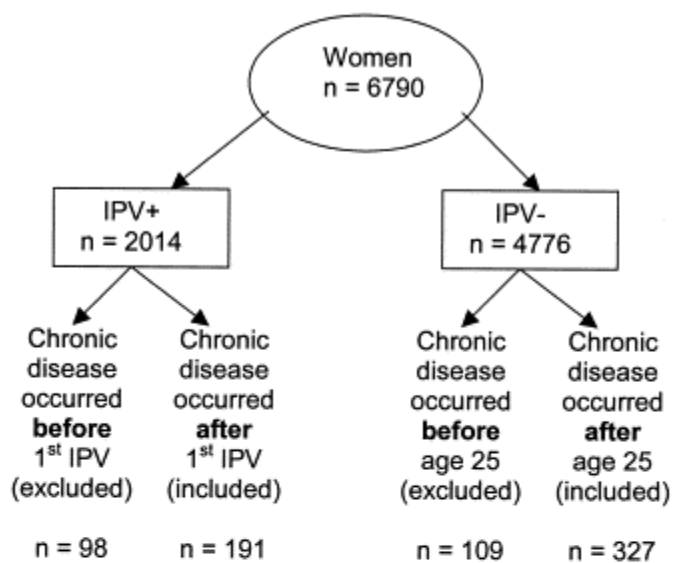 Women
n = 6790
IPV+
n = 2014
IPV-
n = 4776
Chronic
disease
occurred
before
1st IPV
(excluded)
n = 98
Chronic
disease
occurred
after
1st IPV
(included)
n = 191
Chronic
disease
occurred
before
age 25
(excluded)
n = 109
Chronic
disease
occurred
after
age 25
(included)
n = 327